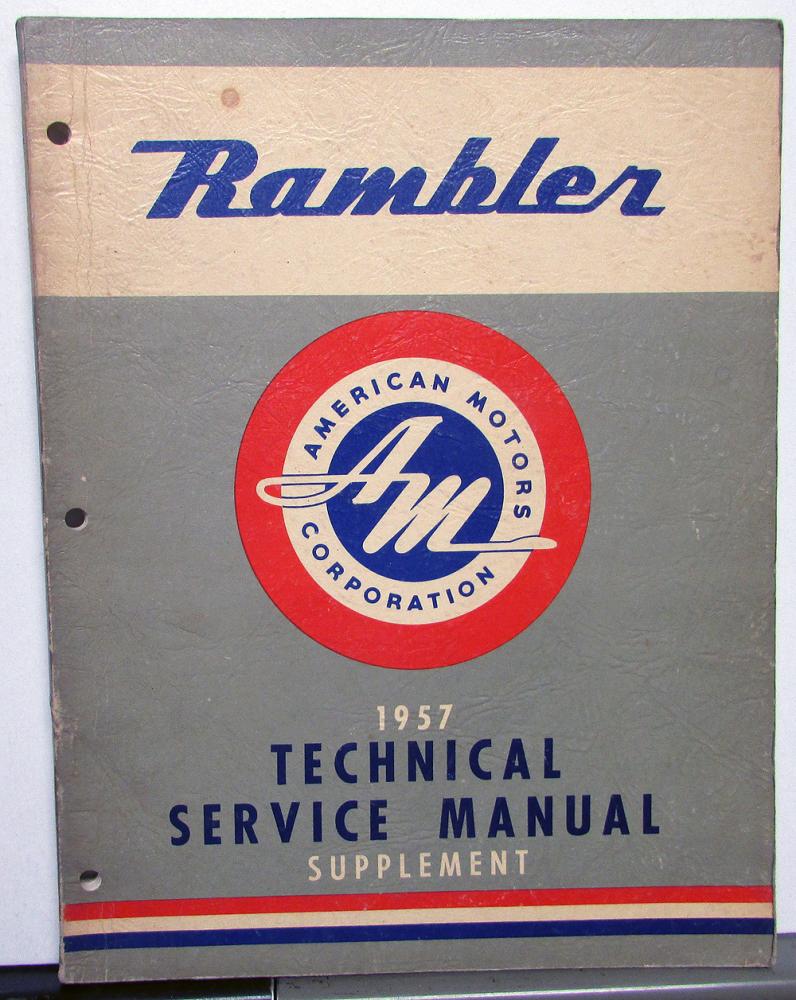 Rambler
AMERICAN MOTORS
AM
CORPORATION
1957
TECHNICAL
SERVICE MANUAL
SUPPLEMENT